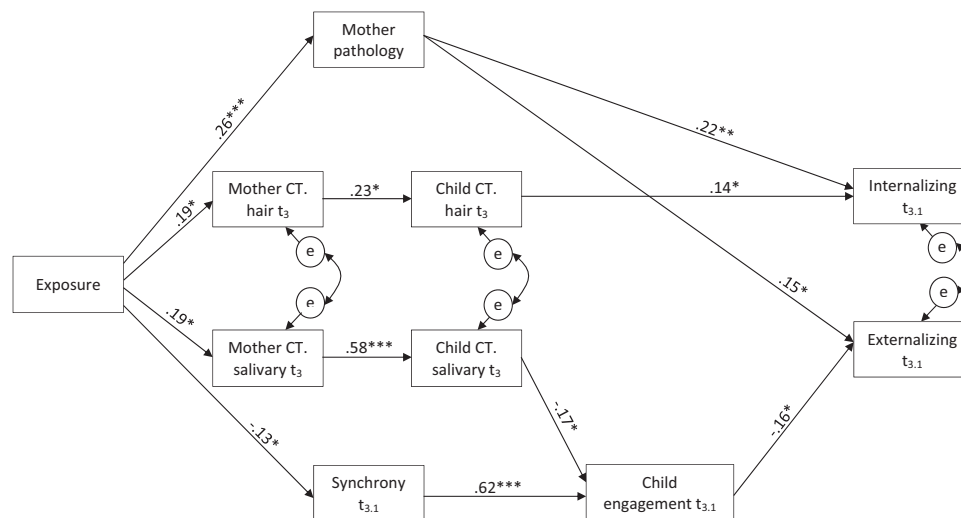 Mother
pathology
.26***
.22**
Mother CT.
hair t3
.23*
Child CT.
hair t3
.14*
Internalizing
t3.1
.19*
e
e
e
Exposure
e
e
e
.15*
.19*
Mother CT.
salivary t3
.58***
Child CT.
salivary t3
Externalizing
t3.1
-.13*
-.17*
-.16*
Synchrony
t3.1
.62***
Child
engagement t3.1